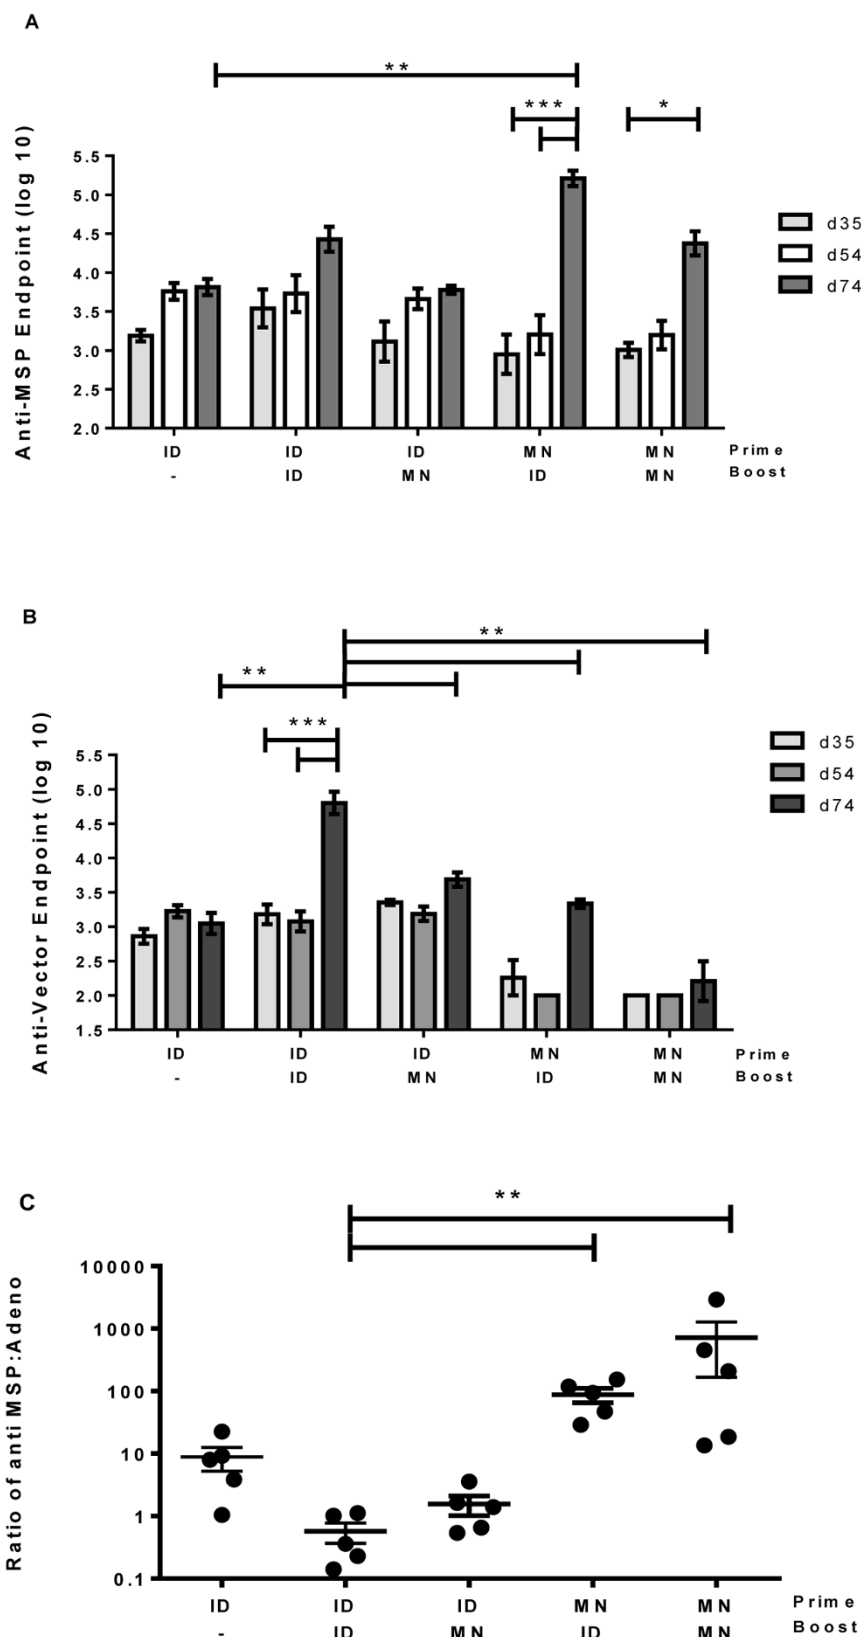 A
**
*** *
Anti-MSP Endpoint (log 10)
5.5
5.0
4.5
4.0
3.5
3.0
2.5
2.0
d35
d54
d74
ID ID ID MN MN Prime
- ID MN ID MN Boost
B
**
**
***
Anti-Vector Endpoint (log 10)
5.5
5.0
4.5
4.0
3.5
3.0
2.5
2.0
1.5
d35
d54
d74
ID ID ID MN MN Prime
- ID MN ID MN Boost
C
**
Ratio of anti MSP:Adeno
10000
1000
100
10
1
0.1
ID ID ID MN MN Prime
- ID MN ID MN Boost